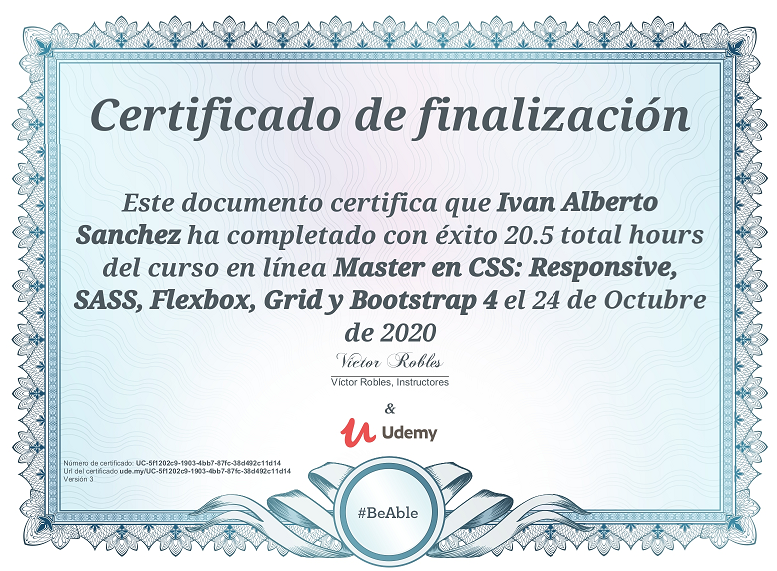 Certificado de finalización
Este documento certifica que Ivan Alberto
Sanchez ha completado con éxito 20.5 total hours
del curso en línea Master en CSS: Responsive,
SASS, Flexbox, Grid y Bootstrap 4 el 24 de Octubre
de 2020
Victor Robles
Víctor Robles, Instructores
&
Udemy
Número de certificado: UC-5f1202c9-1903-4bb7-87fc-38d492c11d14
Url del certificado ude.my/UC-5f1202c9-1903-4bb7-87fc-38d492c11d14
Versión 3
#BeAble